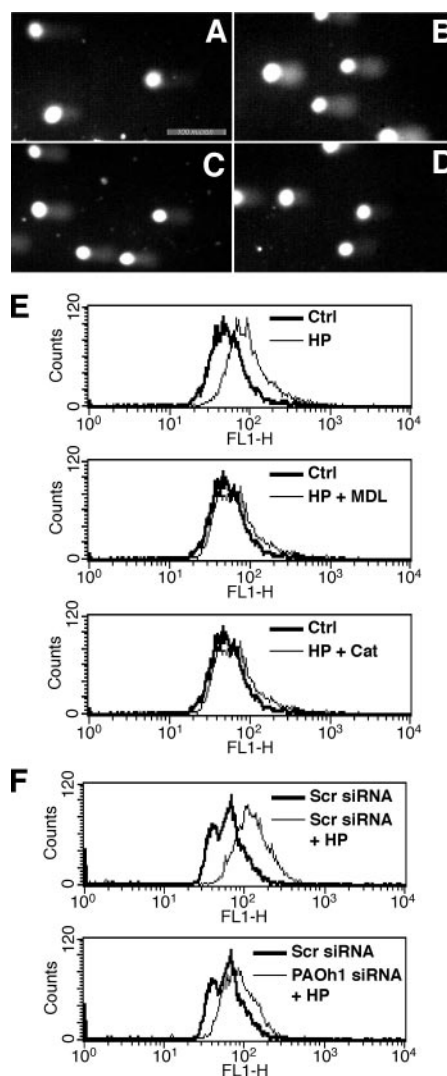 A
B
C
D
E
120
Counts
0
Ctrl
HP
10^0 10^1 10^2 10^3 10^4
FL1-H
120
Counts
0
Ctrl
HP + MDL
10^0 10^1 10^2 10^3 10^4
FL1-H
120
Counts
0
Ctrl
HP + Cat
10^0 10^1 10^2 10^3 10^4
FL1-H
F
120
Counts
0
Scr siRNA
Scr siRNA
+ HP
10^0 10^1 10^2 10^3 10^4
FL1-H
120
Counts
0
Scr siRNA
PAOh1 siRNA
+ HP
10^0 10^1 10^2 10^3 10^4
FL1-H